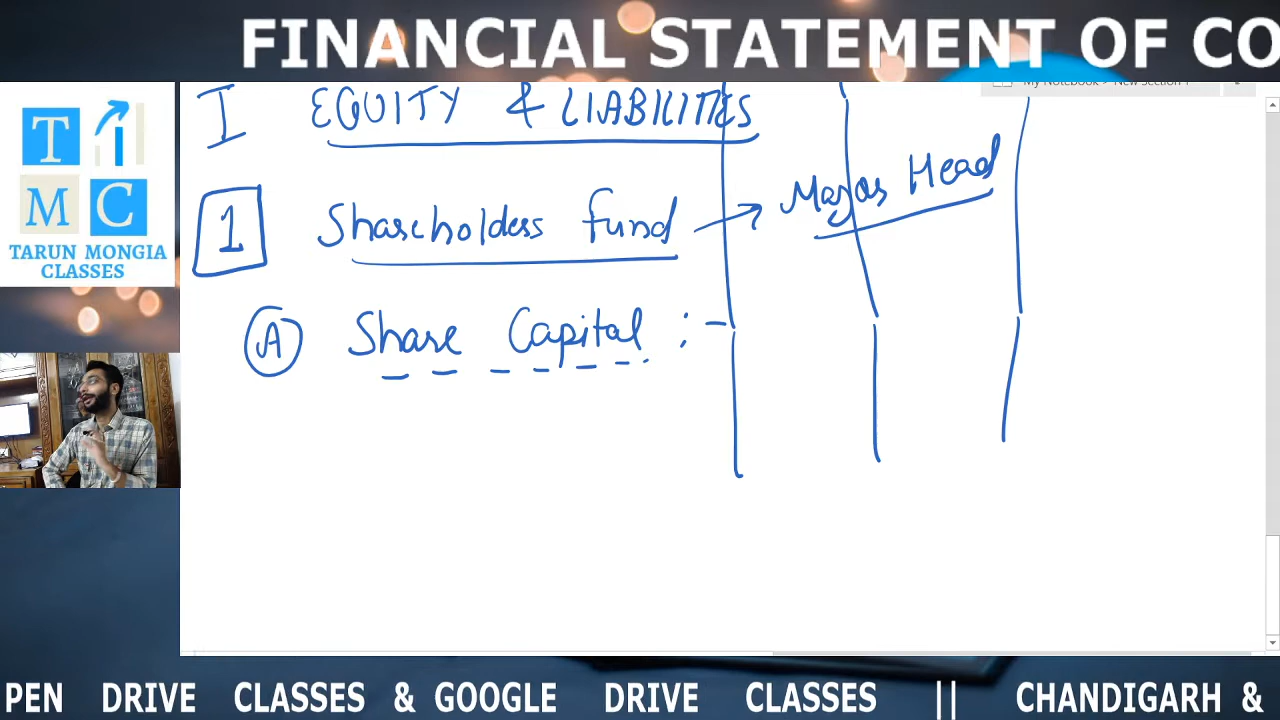 FINANCIAL STATEMENT OF CO
I EQUITY & LIABILITIES
1 Shareholders fund → Major Head
A Share Capital :-
T I
M C
TARUN MONGIA
CLASSES
PEN DRIVE CLASSES & GOOGLE DRIVE CLASSES || CHANDIGARH &